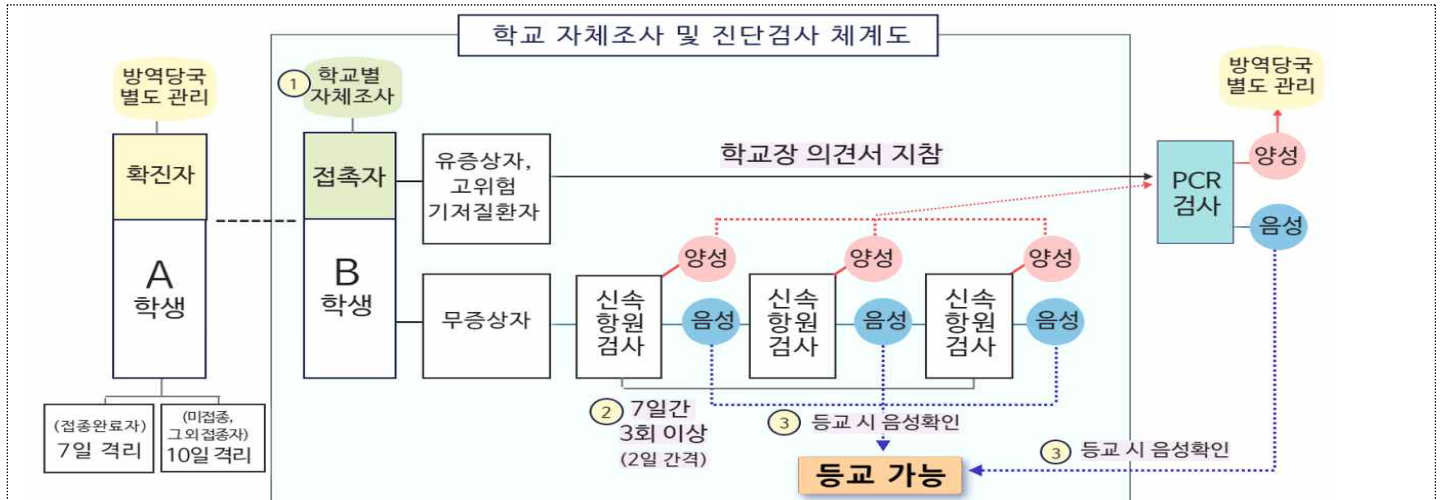 학교 자체조사 및 진단검사 체계도
방역당국
별도 관리
확진자
A
학생
(접종완료자)
7일 격리
(미접종,
그외접종자)
10일 격리
1
학교별
자체조사
접촉자
B
학생
유증상자,
고위험
기저질환자
학교장 의견서 지참
무증상자
신속
항원
검사
양성
음성
신속
항원
검사
양성
음성
신속
항원
검사
양성
음성
2 7일간
3회 이상
(2일 간격)
3 등교 시 음성확인
등교 가능
PCR
검사
양성
방역당국
별도 관리
음성
3 등교 시 음성확인